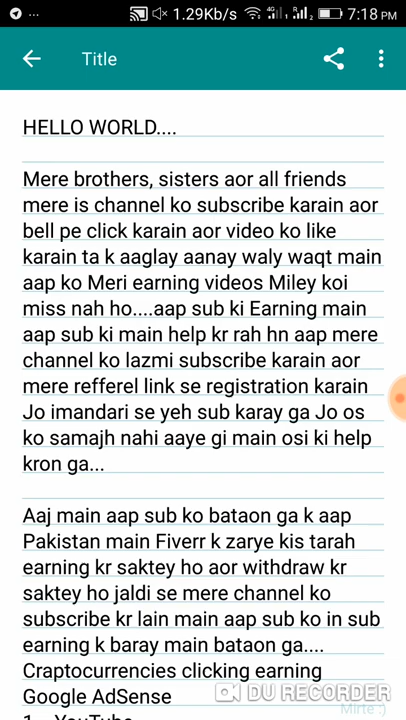 ... 1.29Kb/s 4G R 1 2 7:18 PM
Title
HELLO WORLD....
Mere brothers, sisters aor all friends
mere is channel ko subscribe karain aor
bell pe click karain aor video ko like
karain ta k aaglay aanay waly waqt main
aap ko Meri earning videos Miley koi
miss nah ho....aap sub ki Earning main
aap sub ki main help kr rah hn aap mere
channel ko lazmi subscribe karain aor
mere refferel link se registration karain
Jo imandari se yeh sub karay ga Jo os
ko samajh nahi aaye gi main osi ki help
kron ga...
Aaj main aap sub ko bataon ga k aap
Pakistan main Fiverr k zarye kis tarah
earning kr saktey ho aor withdraw kr
saktey ho jaldi se mere channel ko
subscribe kr lain main aap sub ko in sub
earning k baray main bataon ga....
Craptocurrencies clicking earning
Google AdSense
DU RECORDER
Mirte :)
1... YouTube